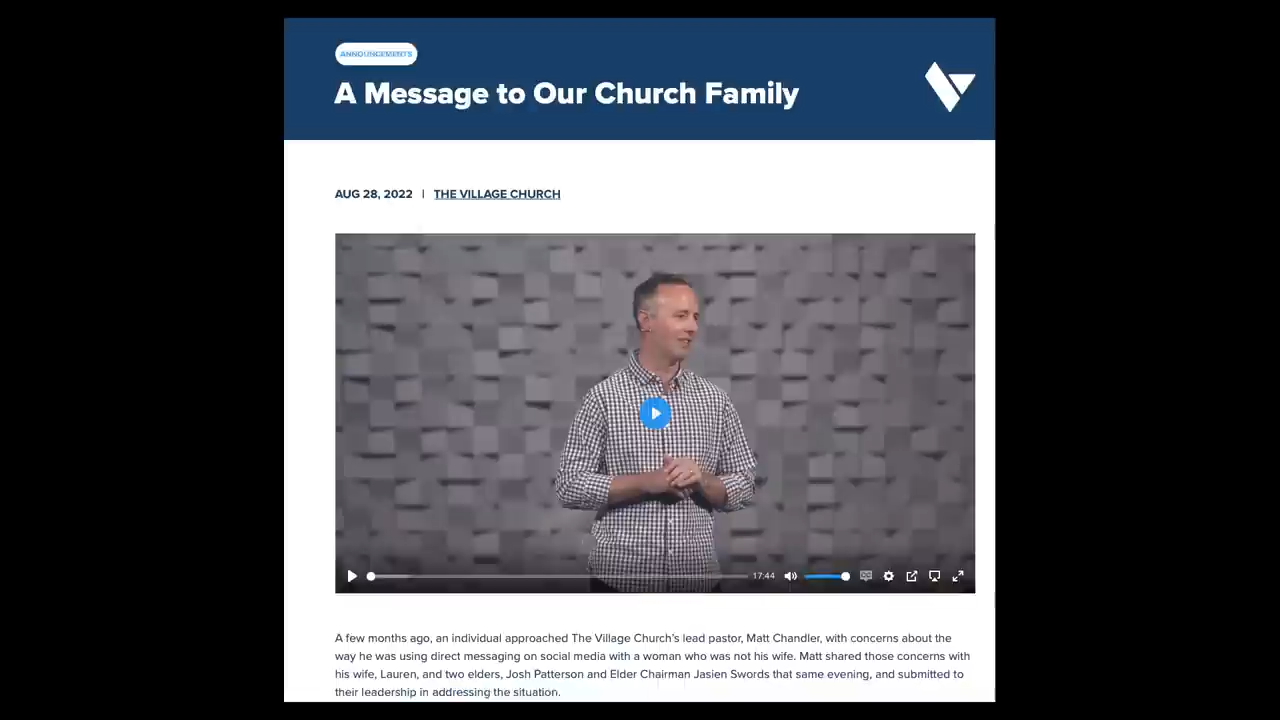 ANNOUNCEMENTS
A Message to Our Church Family
AUG 28, 2022 | THE VILLAGE CHURCH
17:44
A few months ago, an individual approached The Village Church's lead pastor, Matt Chandler, with concerns about the
way he was using direct messaging on social media with a woman who was not his wife. Matt shared those concerns with
his wife, Lauren, and two elders, Josh Patterson and Elder Chairman Jasien Swords that same evening, and submitted to
their leadership in addressing the situation.